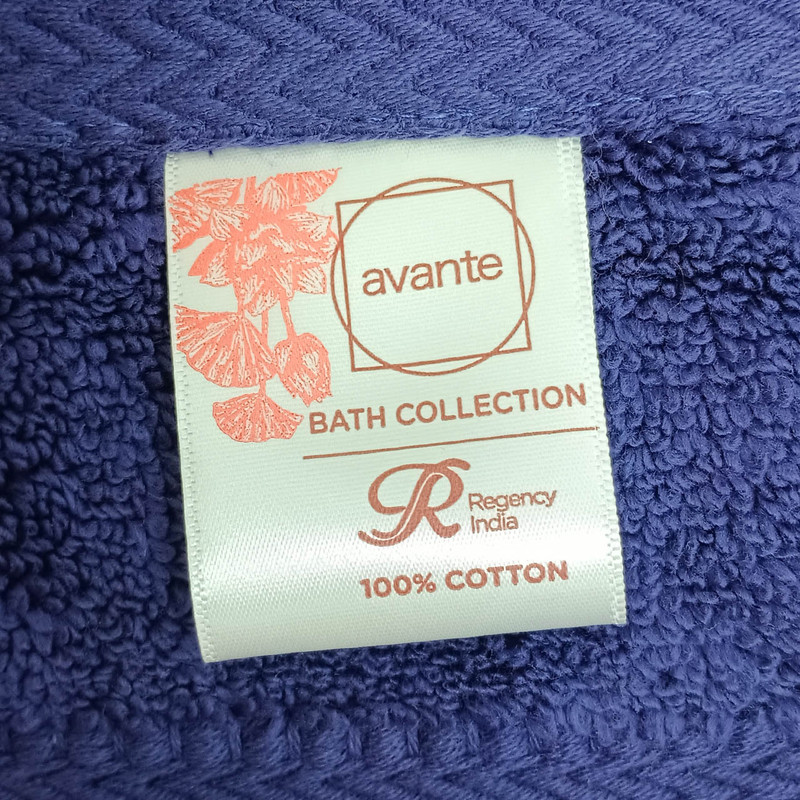 avante
BATH COLLECTION
R
Regency
India
100% COTTON